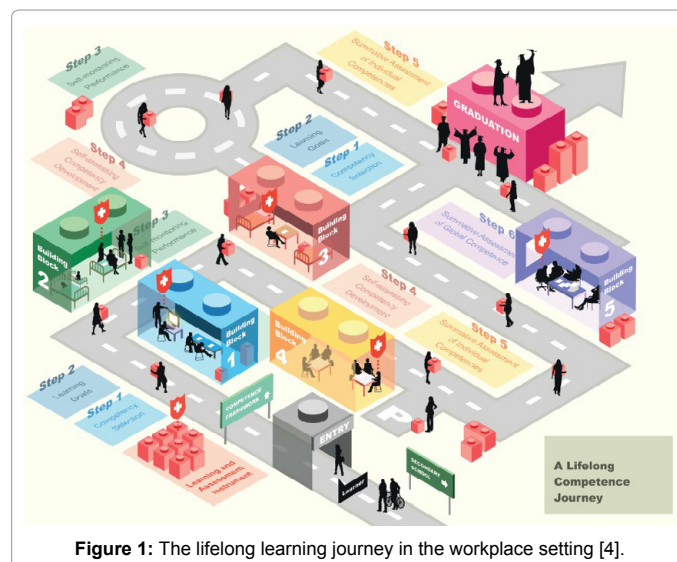 Step 3
Self-monitoring
Performance
Step 5
Summative Assessment
of Individual
Competencies
GRADUATION
Step 2
Learning
Goals
Step 1
Competency
Selection
Step 4
Self-assessing
Competency
Development
Step 3
Self-monitoring
Performance
Building
Block
2
Building
Block
3
Step 6
Summative Assessment
of Global Competence
Building
Block
5
Step 4
Self-assessing
Competency
Development
Building
Block
1
Building
Block
4
Step 5
Summative Assessment
of Individual
Competencies
Step 2
Learning
Goals
Step 1
Competency
Selection
Learning and
Assessment
Instrument
COMPETENCE
FRAMEWORK
ENTRY
P
Learner
SECONDARY
SCHOOL
A Lifelong
Competence
Journey
Figure 1: The lifelong learning journey in the workplace setting [4].